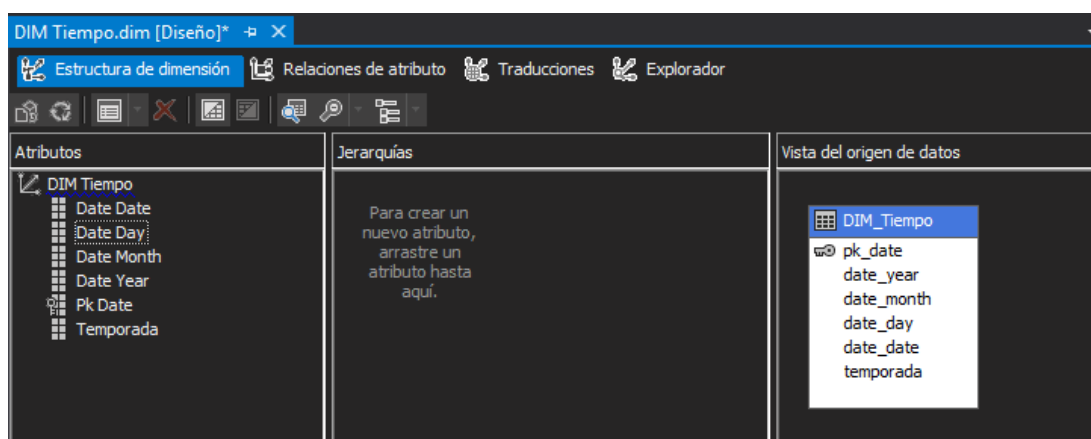 DIM Tiempo.dim [Diseño]*
Estructura de dimensión Relaciones de atributo Traducciones Explorador
Atributos
DIM Tiempo
Date Date
Date Day
Date Month
Date Year
Pk Date
Temporada
Jerarquías
Para crear un
nuevo atributo,
arrastre un
atributo hasta
aquí.
Vista del origen de datos
DIM_Tiempo
pk_date
date_year
date_month
date_day
date_date
temporada